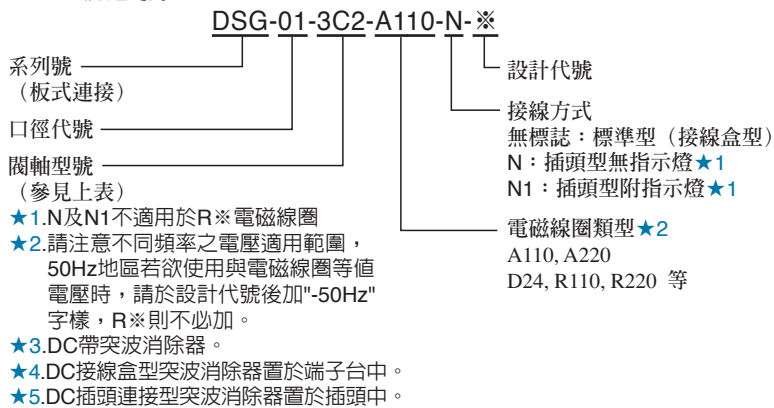 DSG-01-3C2-A110-N-※
系列號
（板式連接）
口徑代號
閥軸型號
（參見上表）
設計代號
接線方式
無標誌：標準型（接線盒型）
N：插頭型無指示燈★1
N1：插頭型附指示燈★1
電磁線圈類型★2
A110, A220
D24, R110, R220 等
★1.N及N1不適用於R※電磁線圈
★2.請注意不同頻率之電壓適用範圍，
50Hz地區若欲使用與電磁線圈等值
電壓時，請於設計代號後加"-50Hz"
字樣，R※則不必加。
★3.DC帶突波消除器。
★4.DC接線盒型突波消除器置於端子台中。
★5.DC插頭連接型突波消除器置於插頭中。